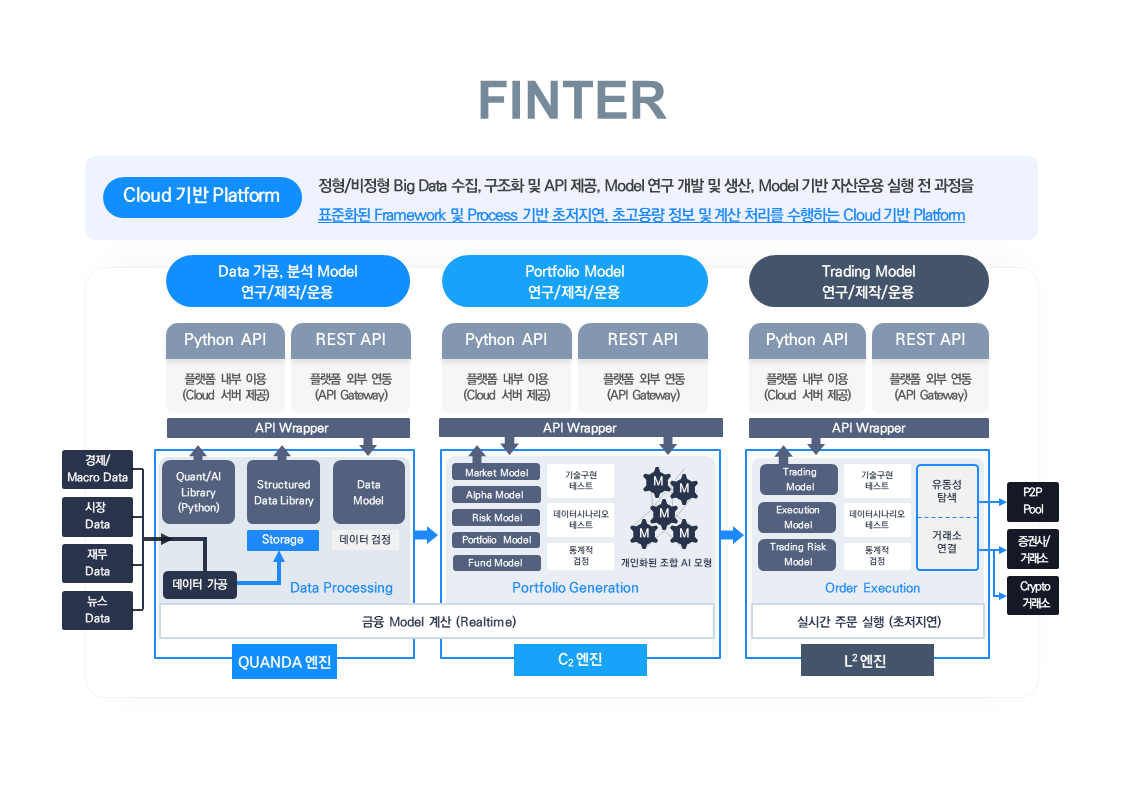 FINTER
Cloud 기반 Platform
정형/비정형 Big Data 수집, 구조화 및 API 제공, Model 연구 개발 및 생산, Model 기반 자산운용 실행 전 과정을
표준화된 Framework 및 Process 기반 초저지연, 초고용량 정보 및 계산 처리를 수행하는 Cloud 기반 Platform
Data 가공, 분석 Model
연구/제작/운용
Python API
REST API
플랫폼 내부 이용
(Cloud 서버 제공)
플랫폼 외부 연동
(API Gateway)
API Wrapper
Portfolio Model
연구/제작/운용
Python API
REST API
플랫폼 내부 이용
(Cloud 서버 제공)
플랫폼 외부 연동
(API Gateway)
API Wrapper
Trading Model
연구/제작/운용
Python API
REST API
플랫폼 내부 이용
(Cloud 서버 제공)
플랫폼 외부 연동
(API Gateway)
API Wrapper
경제/
Macro Data
시장
Data
재무
Data
뉴스
Data
Quant/AI
Library
(Python)
Structured
Data Library
Data
Model
Storage
데이터 검정
데이터 가공
Data Processing
Market Model
Alpha Model
Risk Model
Portfolio Model
Fund Model
기술구현
테스트
데이터시나리오
테스트
통계적
검정
M
M
M
M
M
개인화된 조합 AI 모형
Portfolio Generation
금융 Model 계산 (Realtime)
Trading
Model
Execution
Model
Trading Risk
Model
기술구현
테스트
데이터시나리오
테스트
통계적
검정
유동성
탐색
거래소
연결
Order Execution
실시간 주문 실행 (초저지연)
P2P
Pool
증권사/
거래소
Crypto
거래소
QUANDA 엔진
C2 엔진
L² 엔진